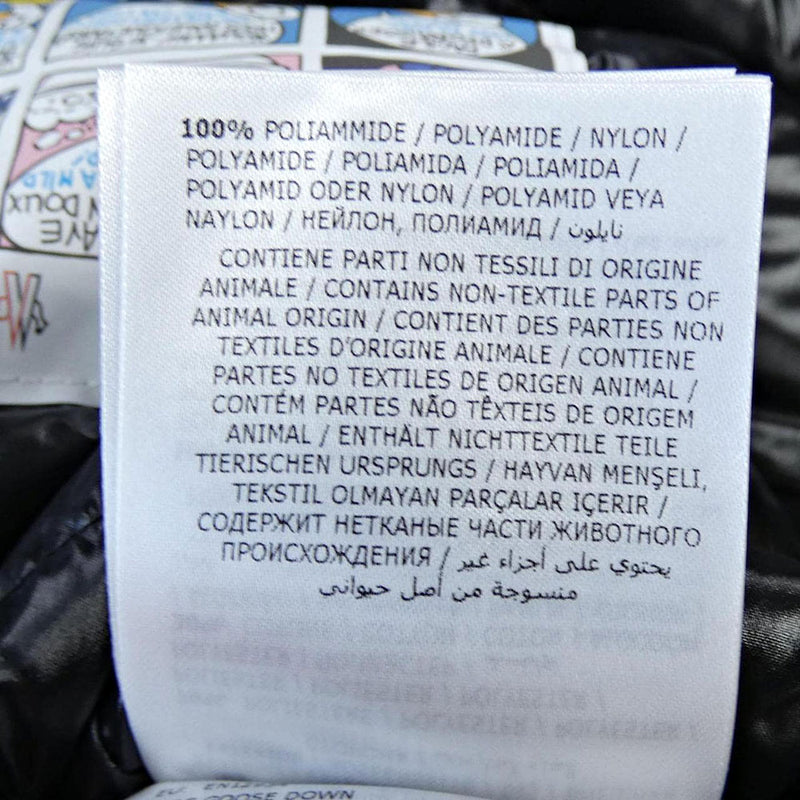 100% POLIAMMIDE / POLYAMIDE / NYLON /
POLYAMIDE / POLIAMIDA / POLIAMIDA /
POLYAMID ODER NYLON / POLYAMID VEYA
NAYLON / НЕЙЛОН, ПОЛИАМИД / نايلون
CONTIENE PARTI NON TESSILI DI ORIGINE
ANIMALE / CONTAINS NON-TEXTILE PARTS OF
ANIMAL ORIGIN / CONTIENT DES PARTIES NON
TEXTILES D'ORIGINE ANIMALE / CONTIENE
PARTES NO TEXTILES DE ORIGEN ANIMAL /
CONTÉM PARTES NÃO TÊXTEIS DE ORIGEM
ANIMAL / ENTHÄLT NICHTTEXTILE TEILE
TIERISCHEN URSPRUNGS / HAYVAN MENŞELİ,
TEKSTIL OLMAYAN PARÇALAR IÇERIR /
СОДЕРЖИТ НЕТКАНЫЕ ЧАСТИ ЖИВОТНОГО
ПРОИСХОЖДЕНИЯ / يحتوي على أجزاء غير
منسوجة من أصل حيواني
GOOSE DOWN